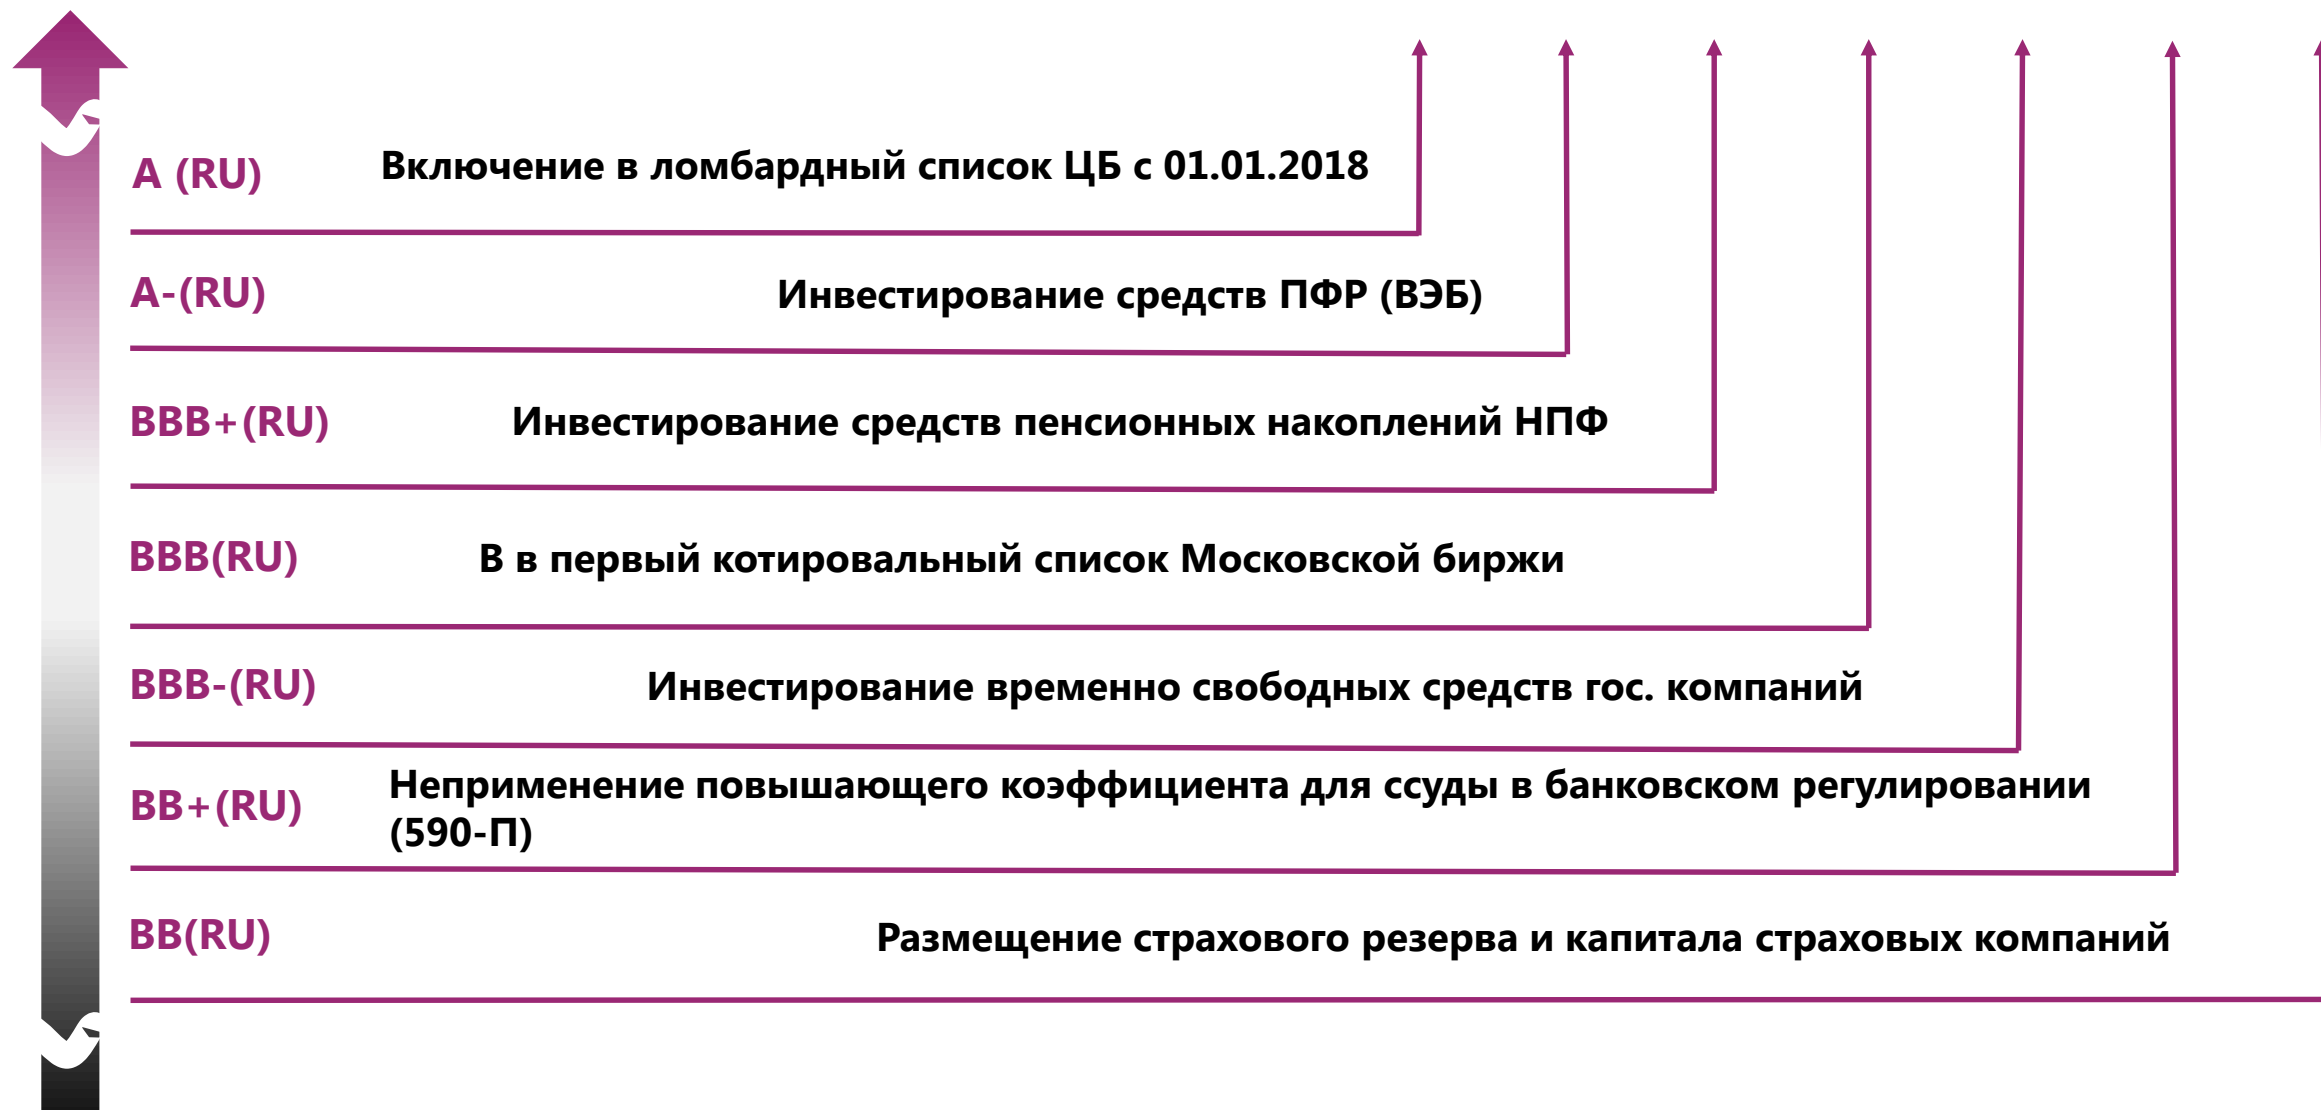 A (RU)
Включение в ломбардный список ЦБ с 01.01.2018
A-(RU)
Инвестирование средств ПФР (ВЭБ)
BBB+(RU)
Инвестирование средств пенсионных накоплений НПФ
BBB(RU)
В в первый котировальный список Московской биржи
BBB-(RU)
Инвестирование временно свободных средств гос. компаний
BB+(RU)
Неприменение повышающего коэффициента для ссуды в банковском регулировании
(590-П)
BB(RU)
Размещение страхового резерва и капитала страховых компаний